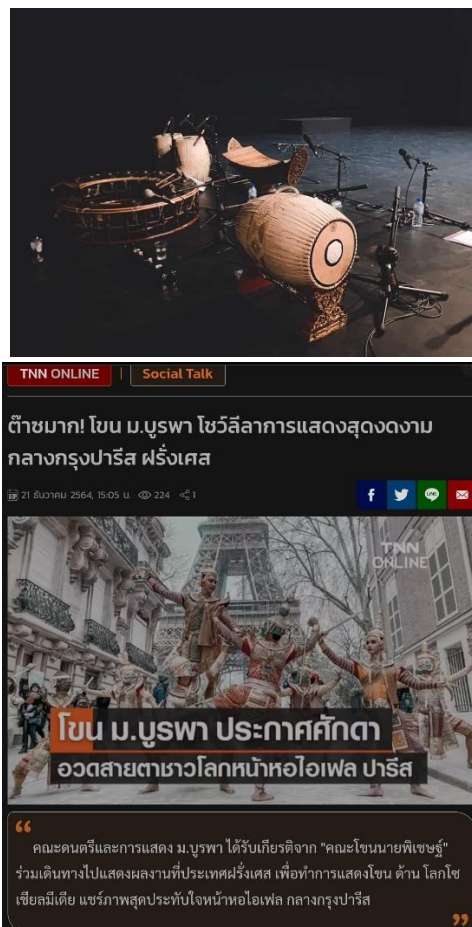 TNN ONLINE | Social Talk
ต๊าซมาก! โขน ม.บูรพา โชว์ลีลาการแสดงสุดงดงาม
กลางกรุงปารีส ฝรั่งเศส
21 ธันวาคม 2564, 15:05 น. 224 1
TNN
ONLINE
โขน ม.บูรพา ประกาศศักดา
อวดสายตาชาวโลกหน้าหอไอเฟล ปารีส
“
คณะดนตรีและการแสดง ม.บูรพา ได้รับเกียรติจาก "คณะโขนนายพิเชษฐ์"
ร่วมเดินทางไปแสดงผลงานที่ประเทศฝรั่งเศส เพื่อทำการแสดงโขน ด้าน โลกโซ
เชียลมีเดีย แชร์ภาพสุดประทับใจหน้าหอไอเฟล กลางกรุงปารีส
”